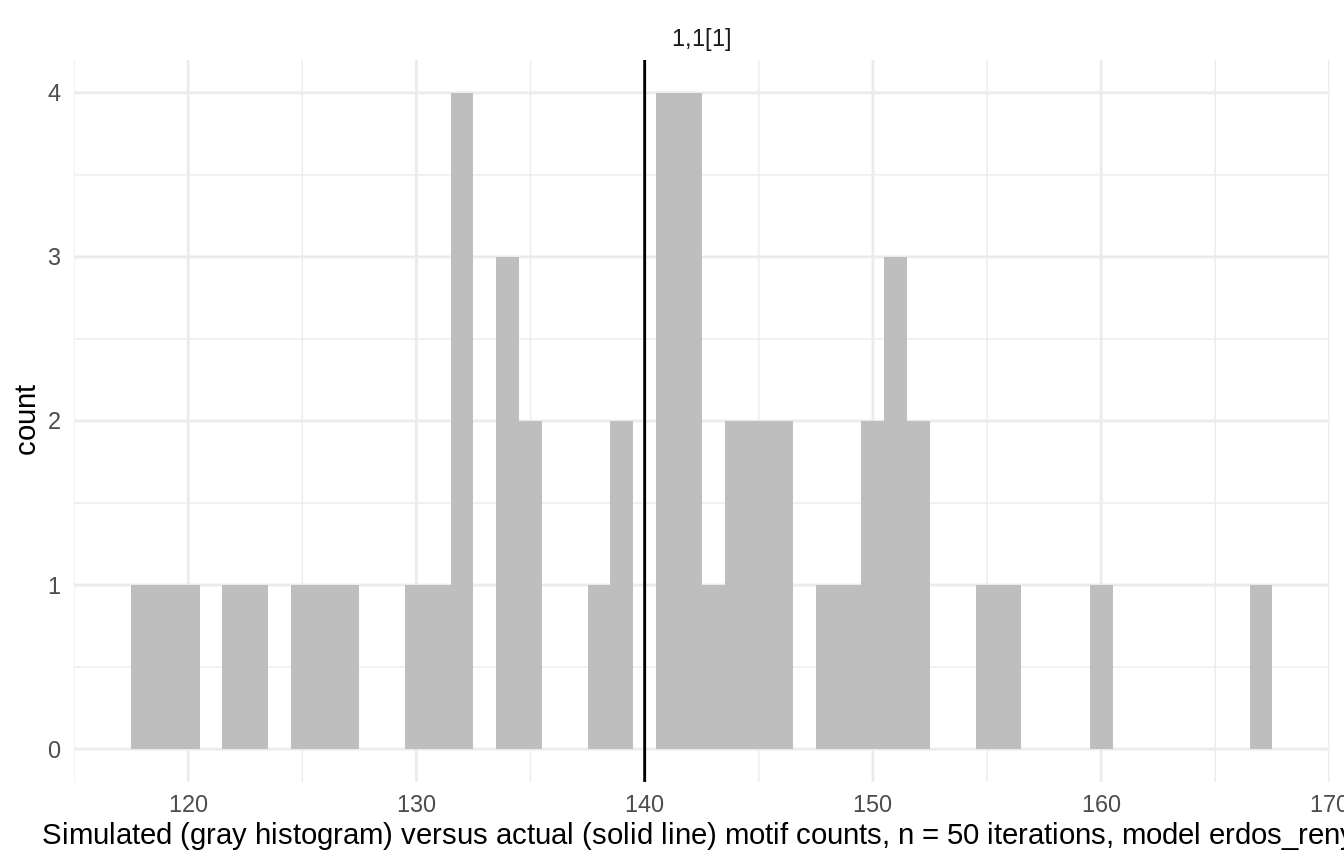 1,1[1]
4
3
2
1
0
count
120 130 140 150 160 170
Simulated (gray histogram) versus actual (solid line) motif counts, n = 50 iterations, model erdos_reny